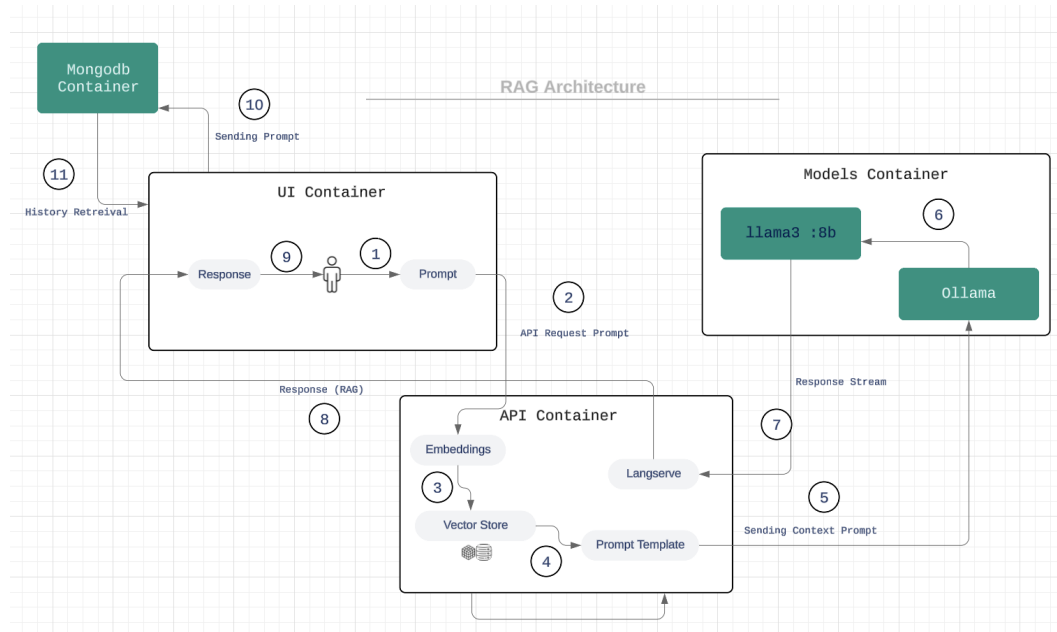 Mongodb
Container
RAG Architecture
10
Sending Prompt
11
History Retreival
UI Container
Response
9
1
Prompt
2
API Request Prompt
Models Container
llama3 :8b
6
Ollama
Response (RAG)
8
Response Stream
7
API Container
Embeddings
3
Langserve
Vector Store
4
Prompt Template
5
Sending Context Prompt